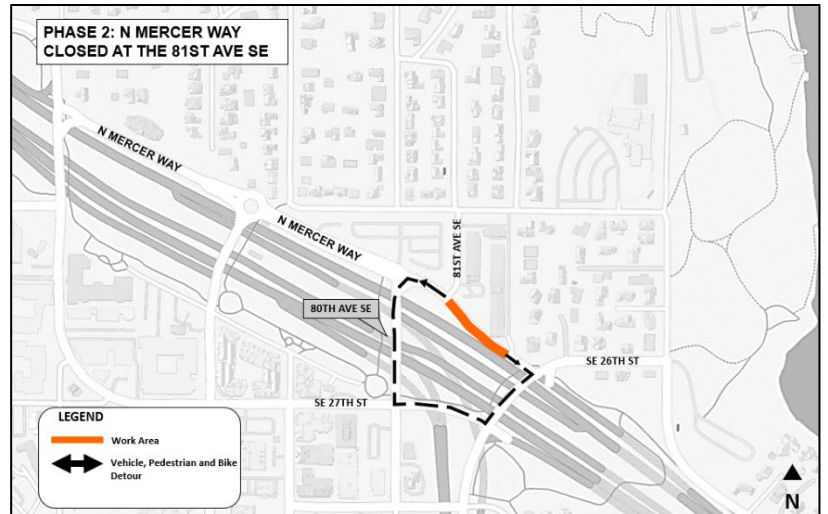 PHASE 2: N MERCER WAY
CLOSED AT THE 81ST AVE SE
N MERCER WAY
N MERCER WAY
81ST AVE SE
80TH AVE SE
SE 26TH ST
SE 27TH ST
LEGEND
Work Area
Vehicle, Pedestrian and Bike
Detour
N